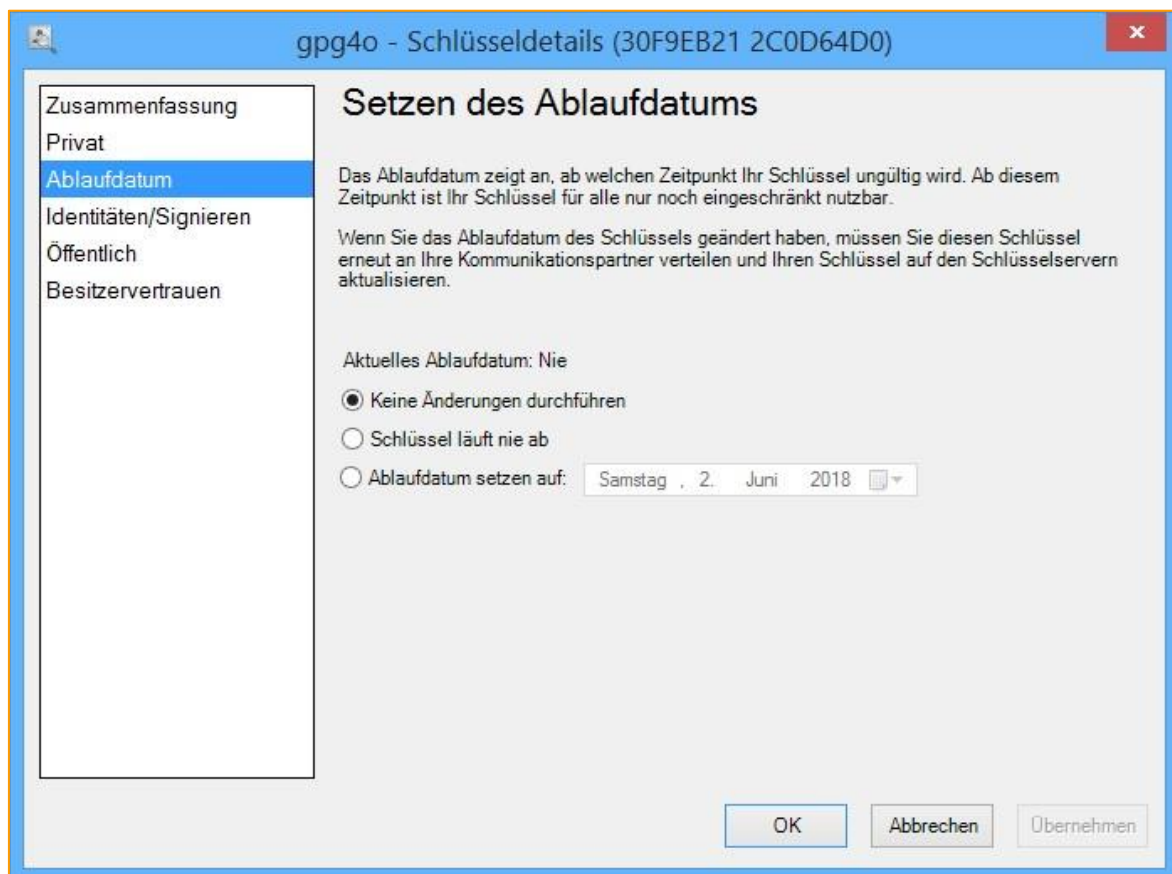 gpg4o - Schlüsseldetails (30F9EB21 2C0D64D0)
Zusammenfassung
Privat
Ablaufdatum
Identitäten/Signieren
Öffentlich
Besitzervertrauen
Setzen des Ablaufdatums
Das Ablaufdatum zeigt an, ab welchen Zeitpunkt Ihr Schlüssel ungültig wird. Ab diesem
Zeitpunkt ist Ihr Schlüssel für alle nur noch eingeschränkt nutzbar.
Wenn Sie das Ablaufdatum des Schlüssels geändert haben, müssen Sie diesen Schlüssel
erneut an Ihre Kommunikationspartner verteilen und Ihren Schlüssel auf den Schlüsselservern
aktualisieren.
Aktuelles Ablaufdatum: Nie
Keine Änderungen durchführen
Schlüssel läuft nie ab
Ablaufdatum setzen auf: Samstag , 2. Juni 2018
OK Abbrechen Übernehmen